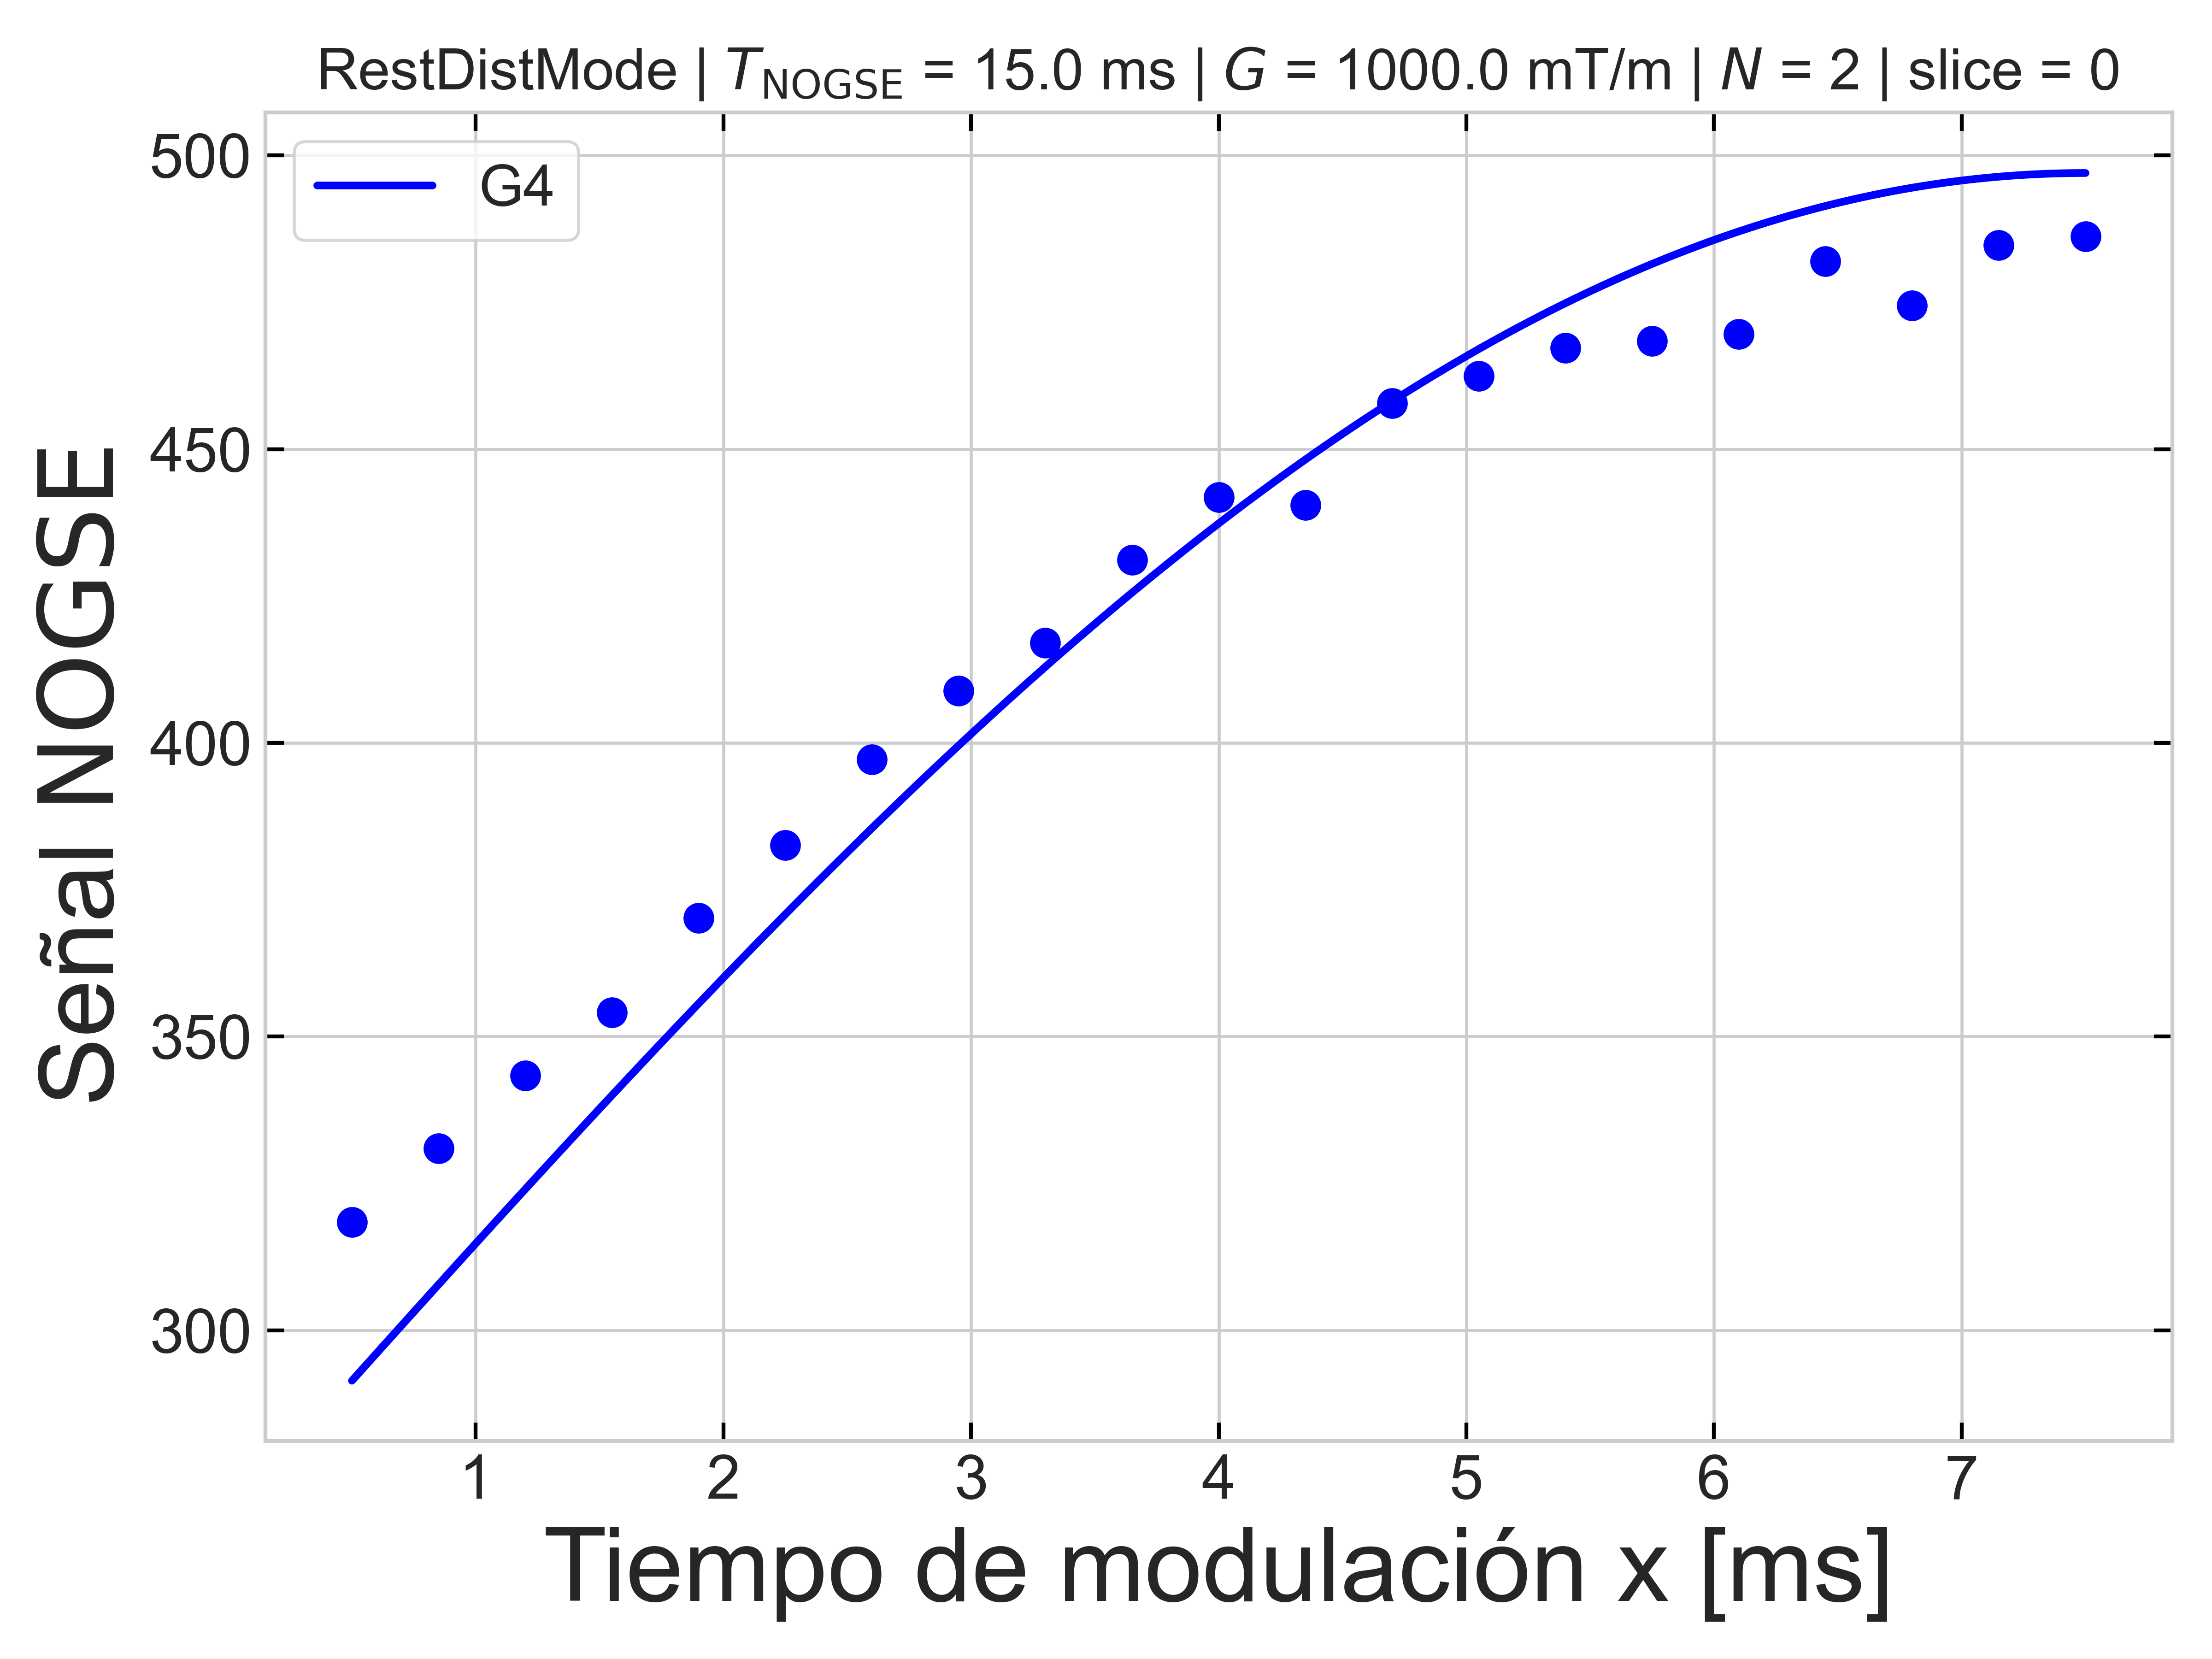 RestDistMode | T_NOGSE = 15.0 ms | G = 1000.0 mT/m | N = 2 | slice = 0
G4
500
450
400
350
300
Señal NOGSE
1 2 3 4 5 6 7
Tiempo de modulación x [ms]